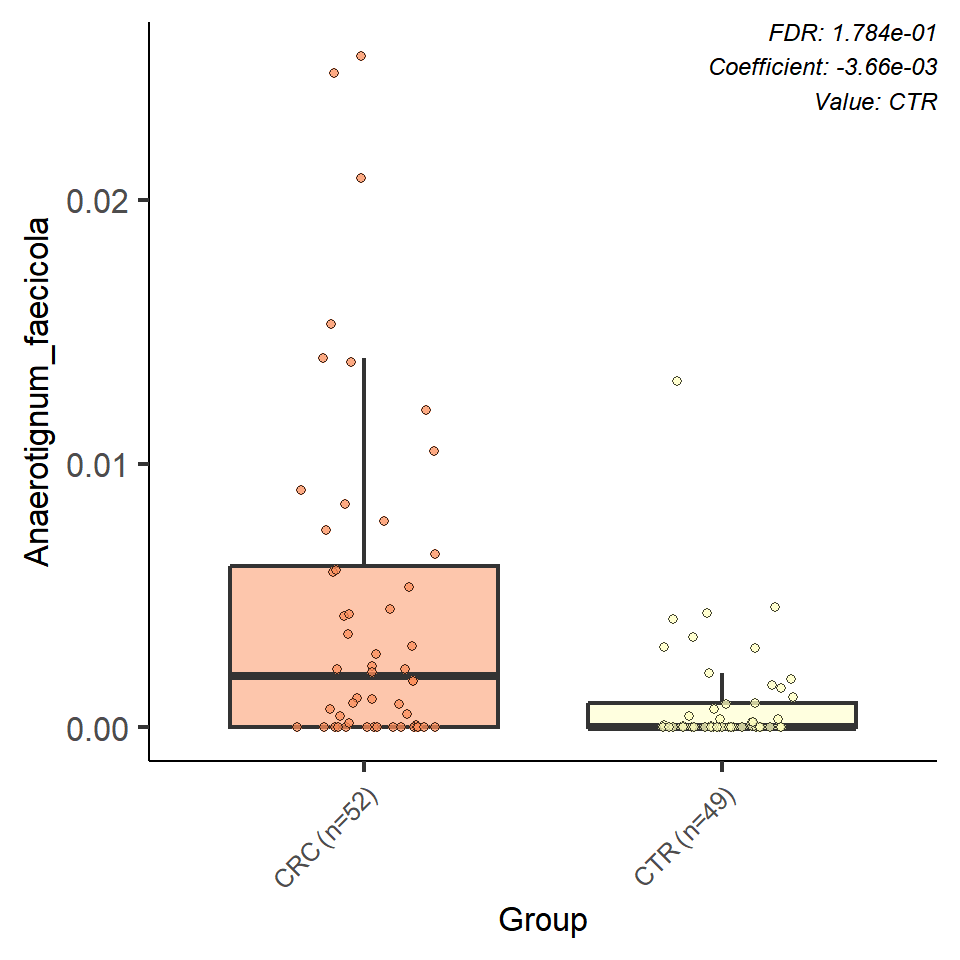 FDR: 1.784e-01
Coefficient: -3.66e-03
Value: CTR
Anaerotignum_faecicola
0.02
0.01
0.00
CRC (n=52)
CTR (n=49)
Group